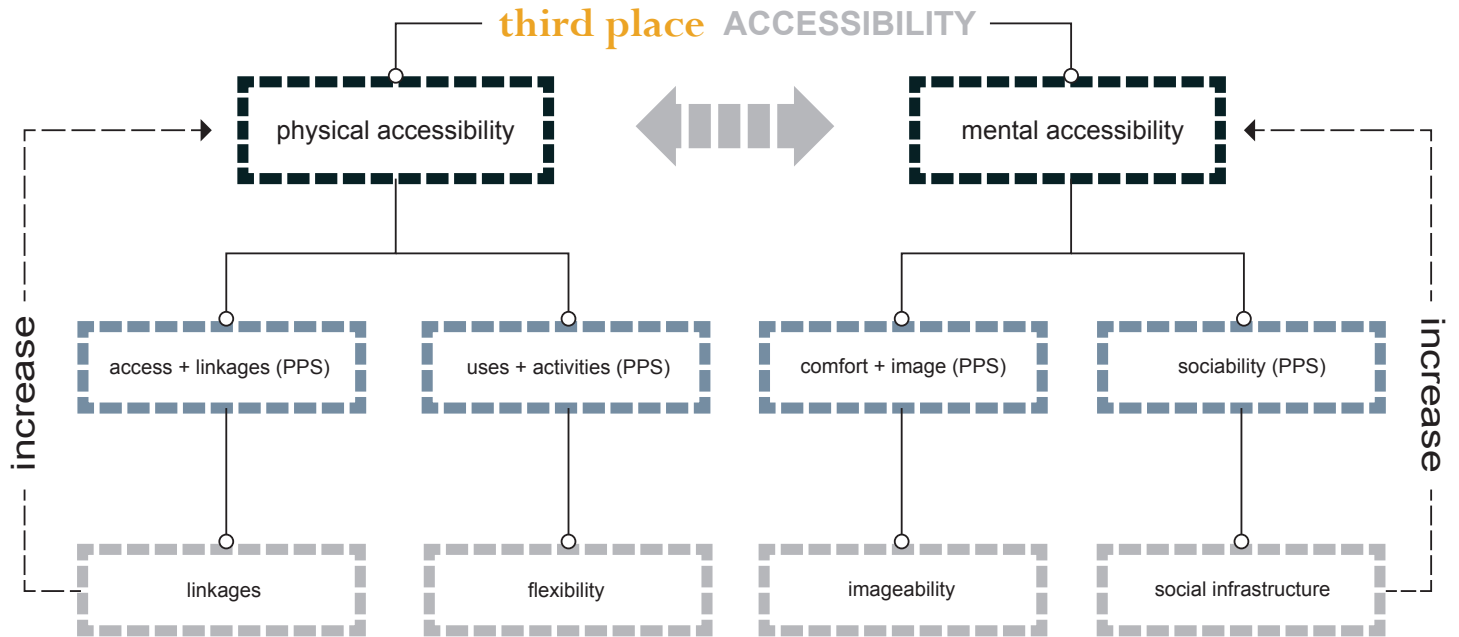 third place ACCESSIBILITY
physical accessibility
mental accessibility
increase
increase
access + linkages (PPS)
uses + activities (PPS)
comfort + image (PPS)
sociability (PPS)
linkages
flexibility
imageability
social infrastructure